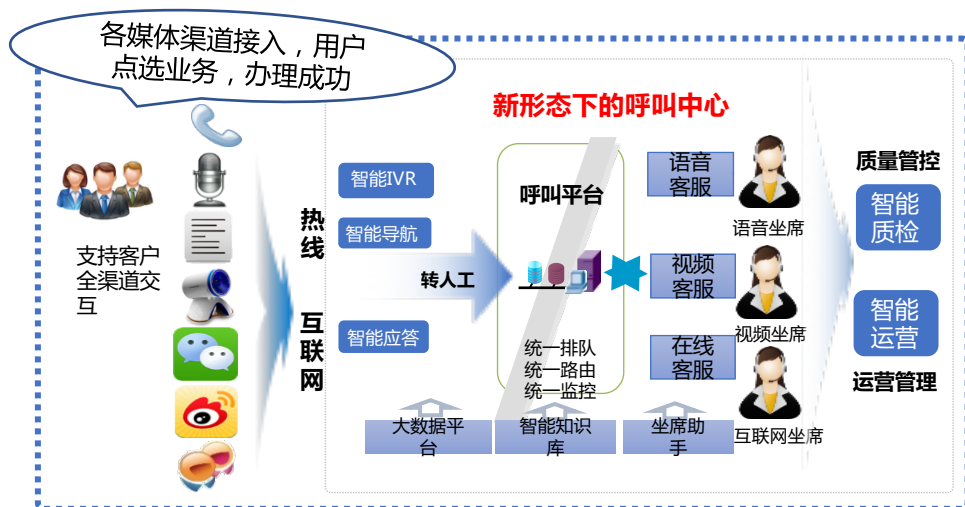 各媒体渠道接入，用户
点选业务，办理成功
新形态下的呼叫中心
支持客户
全渠道交
互
热
线
互
联
网
智能IVR
智能导航
转人工
智能应答
呼叫平台
统一排队
统一路由
统一监控
语音
客服
视频
客服
在线
客服
语音坐席
视频坐席
互联网坐席
大数据平
台
智能知识
库
坐席助
手
质量管控
智能
质检
智能
运营
运营管理